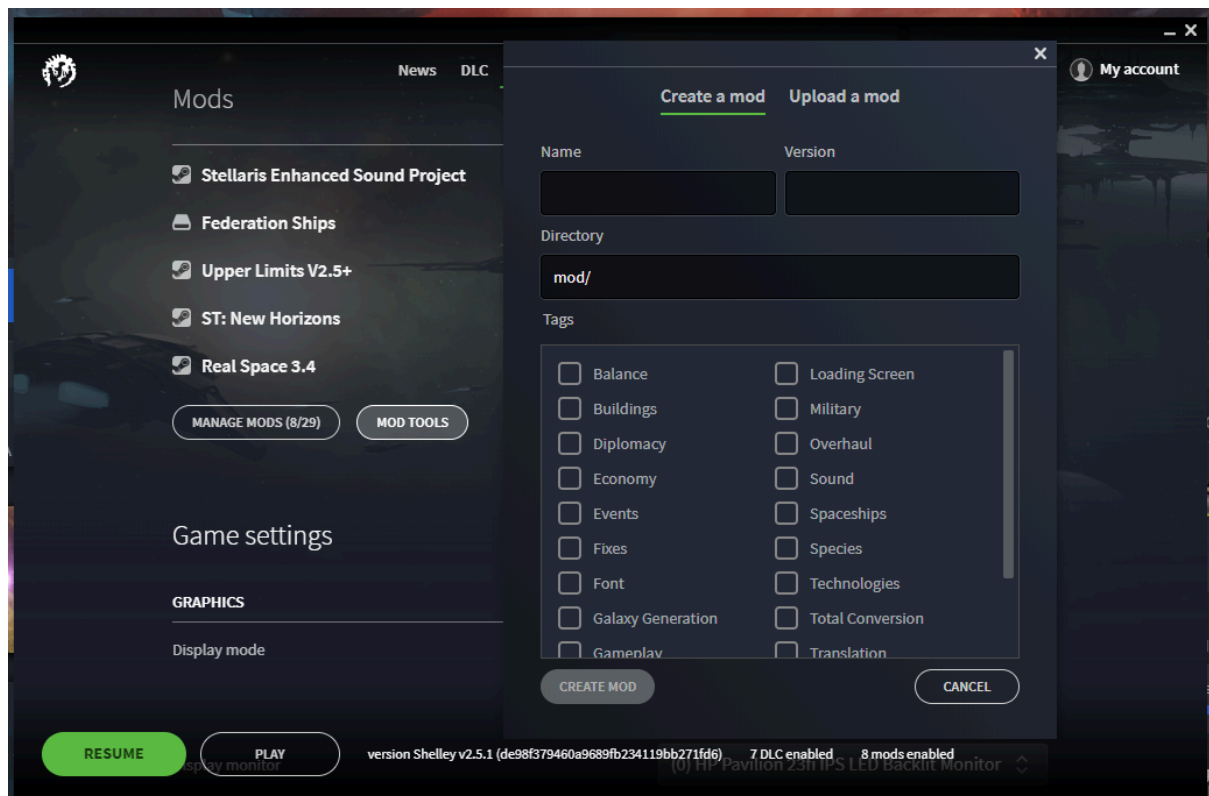 News DLC
My account
Mods
Stellaris Enhanced Sound Project
Federation Ships
Upper Limits V2.5+
ST: New Horizons
Real Space 3.4
MANAGE MODS (8/29) MOD TOOLS
Game settings
GRAPHICS
Display mode
Create a mod Upload a mod
Name Version
Directory
mod/
Tags
Balance Loading Screen
Buildings Military
Diplomacy Overhaul
Economy Sound
Events Spaceships
Fixes Species
Font Technologies
Galaxy Generation Total Conversion
Gameplay Translation
CREATE MOD CANCEL
RESUME PLAY version Shelley v2.5.1 (de98f379460a9689fb234119bb271fd6) 7 DLC enabled 8 mods enabled
Display monitor (0) HP Pavilion 23fi IPS LED Backlit Monitor